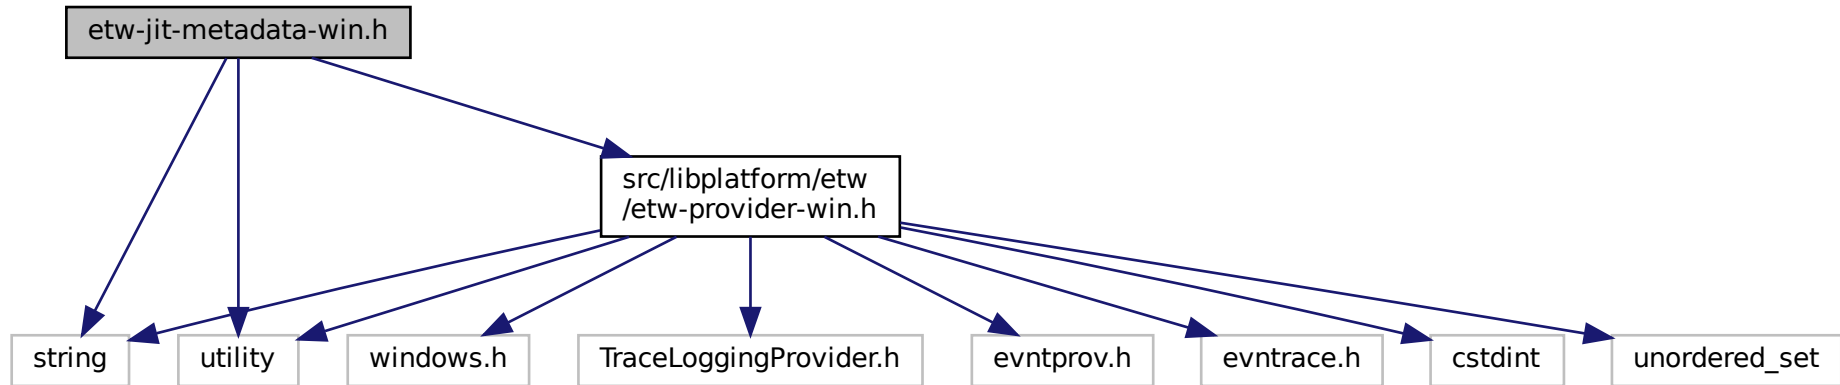 etw-jit-metadata-win.h
src/libplatform/etw
/etw-provider-win.h
string
utility
windows.h
TraceLoggingProvider.h
evntprov.h
evntrace.h
cstdint
unordered_set